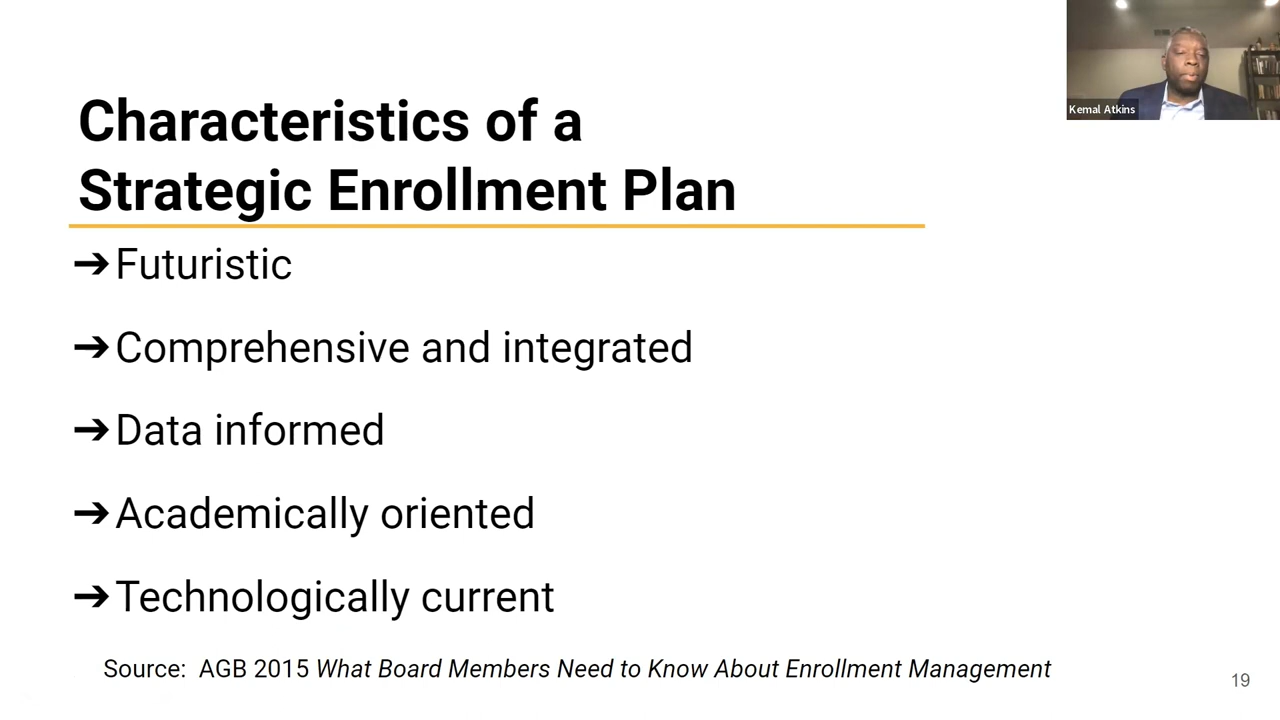 Kemal Atkins
Characteristics of a
Strategic Enrollment Plan
➔Futuristic
➔Comprehensive and integrated
➔Data informed
➔Academically oriented
➔Technologically current
Source:  AGB 2015 What Board Members Need to Know About Enrollment Management
19